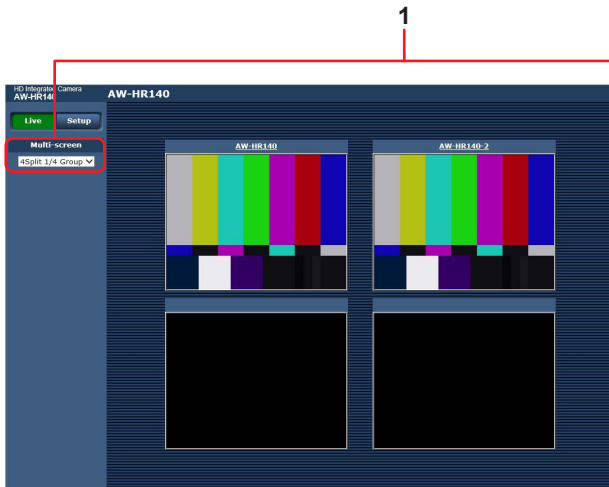 1
HD Integrated Camera
AW-HR140
AW-HR140
Live Setup
Multi-screen
4Split 1/4 Group
AW-HR140 AW-HR140-2